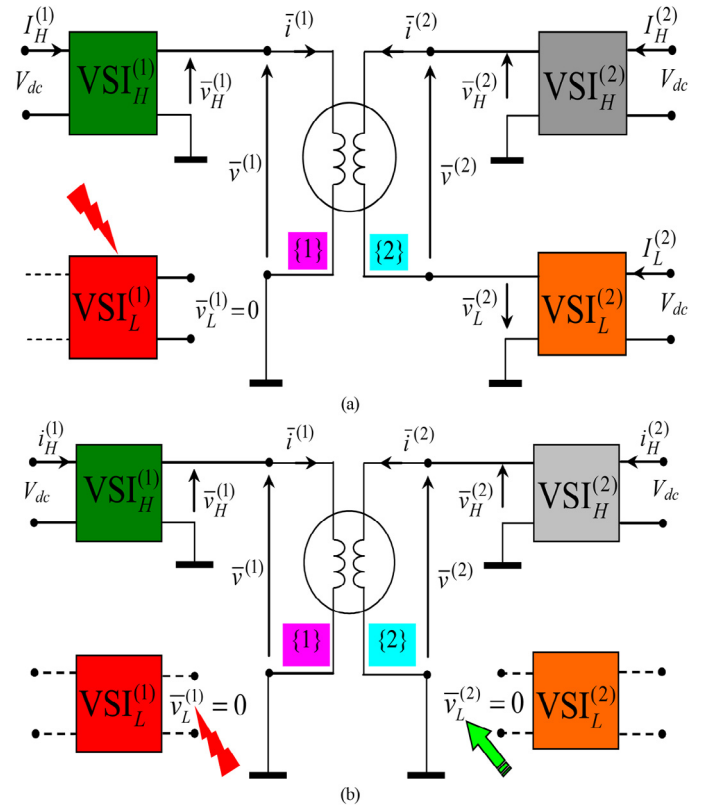 I_H^(1) i̅^(1) i̅^(2) I_H^(2)
V_dc VSI_H^(1) v̅_H^(1) v̅_H^(2) VSI_H^(2) V_dc
v̅^(1) v̅^(2)
{1} {2} I_L^(2)
VSI_L^(1) v̅_L^(1) = 0 v̅_L^(2) VSI_L^(2) V_dc
(a)
i_H^(1) i̅^(1) i̅^(2) i_H^(2)
V_dc VSI_H^(1) v̅_H^(1) v̅_H^(2) VSI_H^(2) V_dc
v̅^(1) v̅^(2)
{1} {2}
VSI_L^(1) v̅_L^(1) = 0 v̅_L^(2) = 0 VSI_L^(2)
(b)